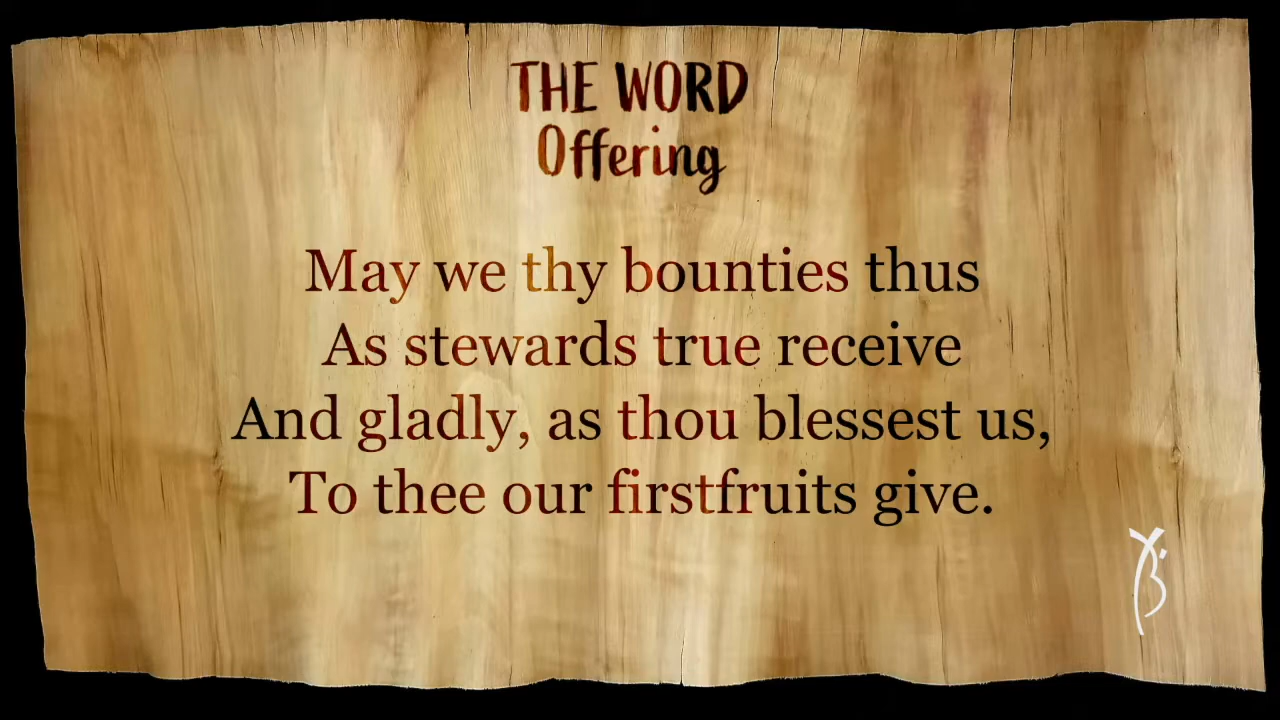 THE WORD
Offering
May we thy bounties thus
As stewards true receive
And gladly, as thou blessest us,
To thee our firstfruits give.